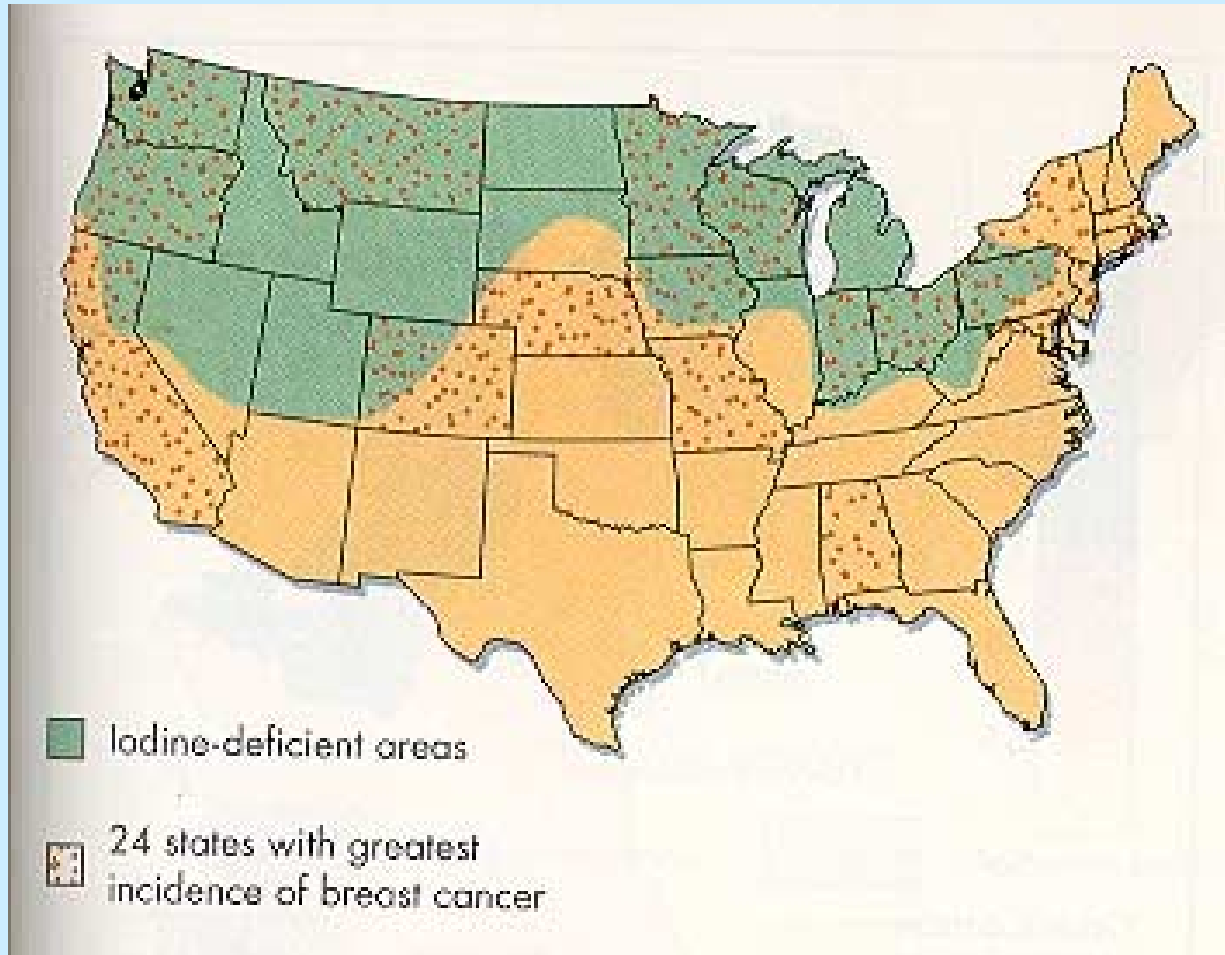 Iodine-deficient areas
24 states with greatest
incidence of breast cancer